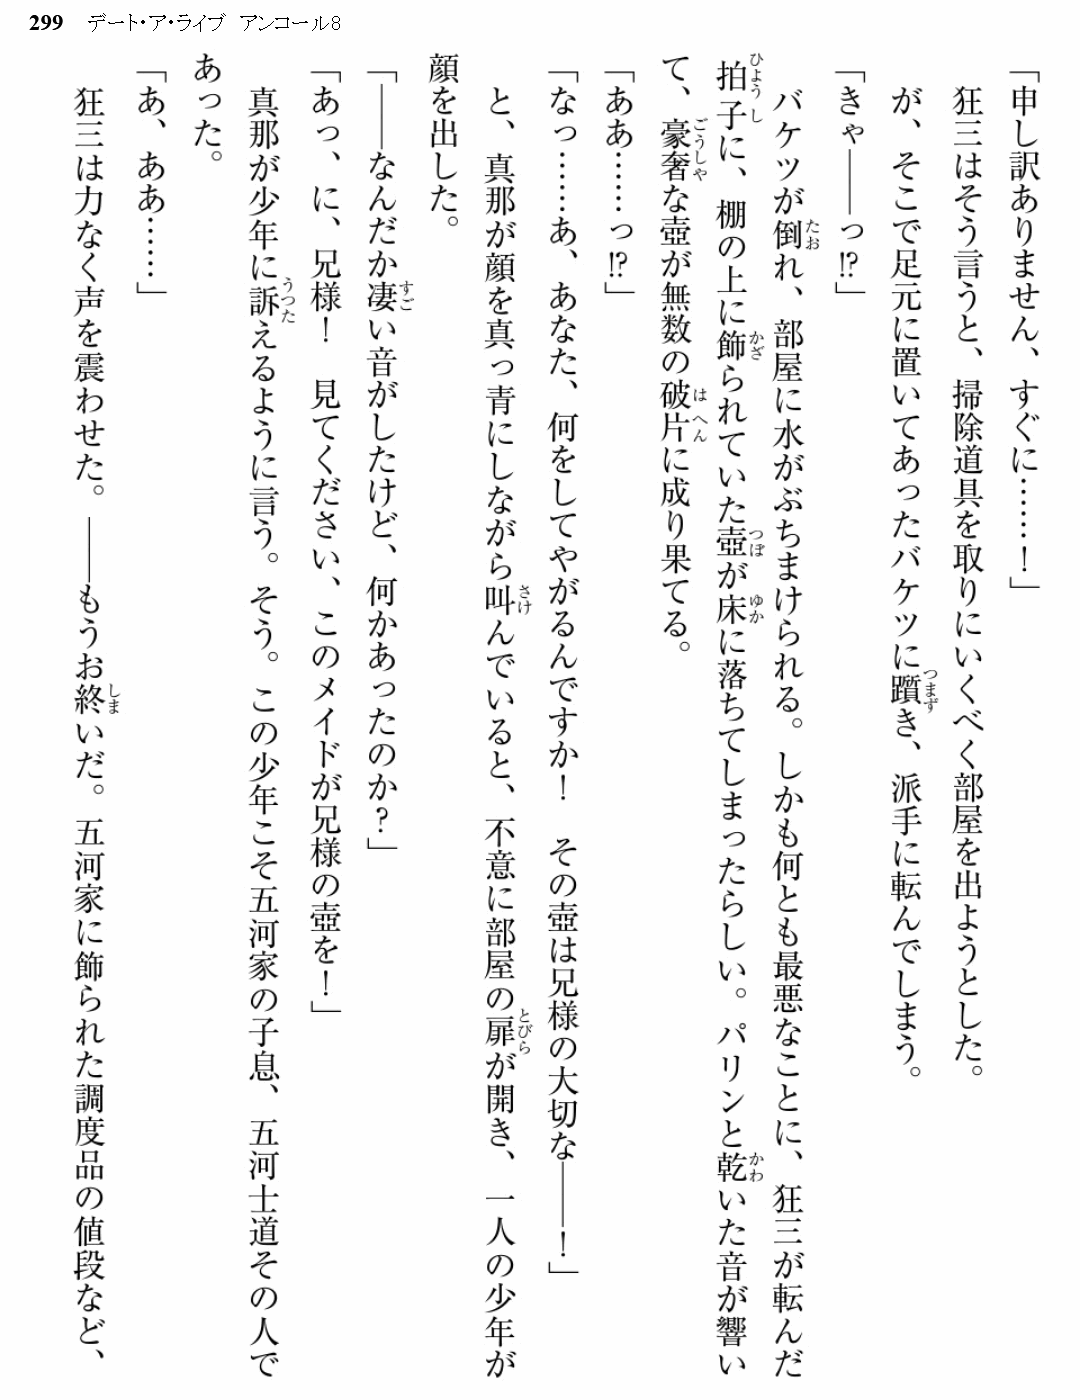 299 デート・ア・ライブ アンコール8
「申し訳ありません、すぐに……！」
狂三はそう言うと、掃除道具を取りにいくべく部屋を出ようとした。
が、そこで足元に置いてあったバケツに躓き、派手に転んでしまう。
「きゃ――っ!?」
バケツが倒れ、部屋に水がぶちまけられる。しかも何とも最悪なことに、狂三が転んだ
拍子に、棚の上に飾られていた壺が床に落ちてしまったらしい。パリンと乾いた音が響い
て、豪奢な壺が無数の破片に成り果てる。
「ああ……っ!?」
「なっ……あ、あなた、何をしてやがるんですか！　その壺は兄様の大切な――！」
と、真那が顔を真っ青にしながら叫んでいると、不意に部屋の扉が開き、一人の少年が
顔を出した。
「――なんだか凄い音がしたけど、何かあったのか？」
「あっ、に、兄様！　見てください、このメイドが兄様の壺を！」
真那が少年に訴えるように言う。そう。この少年こそ五河家の子息、五河士道その人で
あった。
「あ、ああ……」
狂三は力なく声を震わせた。――もうお終いだ。五河家に飾られた調度品の値段など、